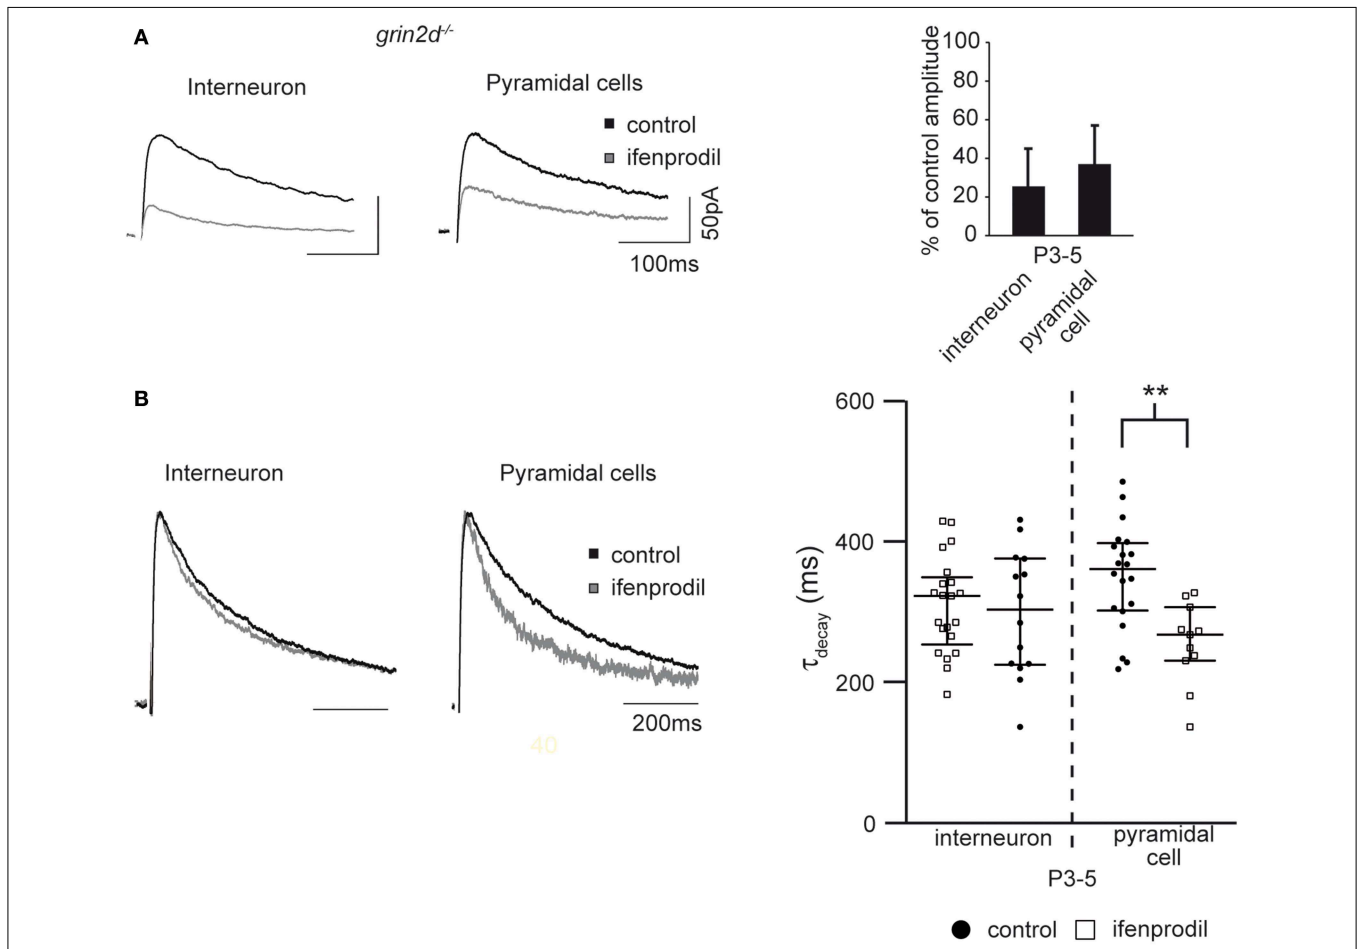 A
grin2d-/-
Interneuron
Pyramidal cells
control
ifenprodil
50pA
100ms
% of control amplitude
100
80
60
40
20
0
P3-5
interneuron
pyramidal
cell
B
Interneuron
Pyramidal cells
control
ifenprodil
200ms
40
τdecay (ms)
600
400
200
0
**
interneuron
pyramidal
cell
P3-5
control
ifenprodil